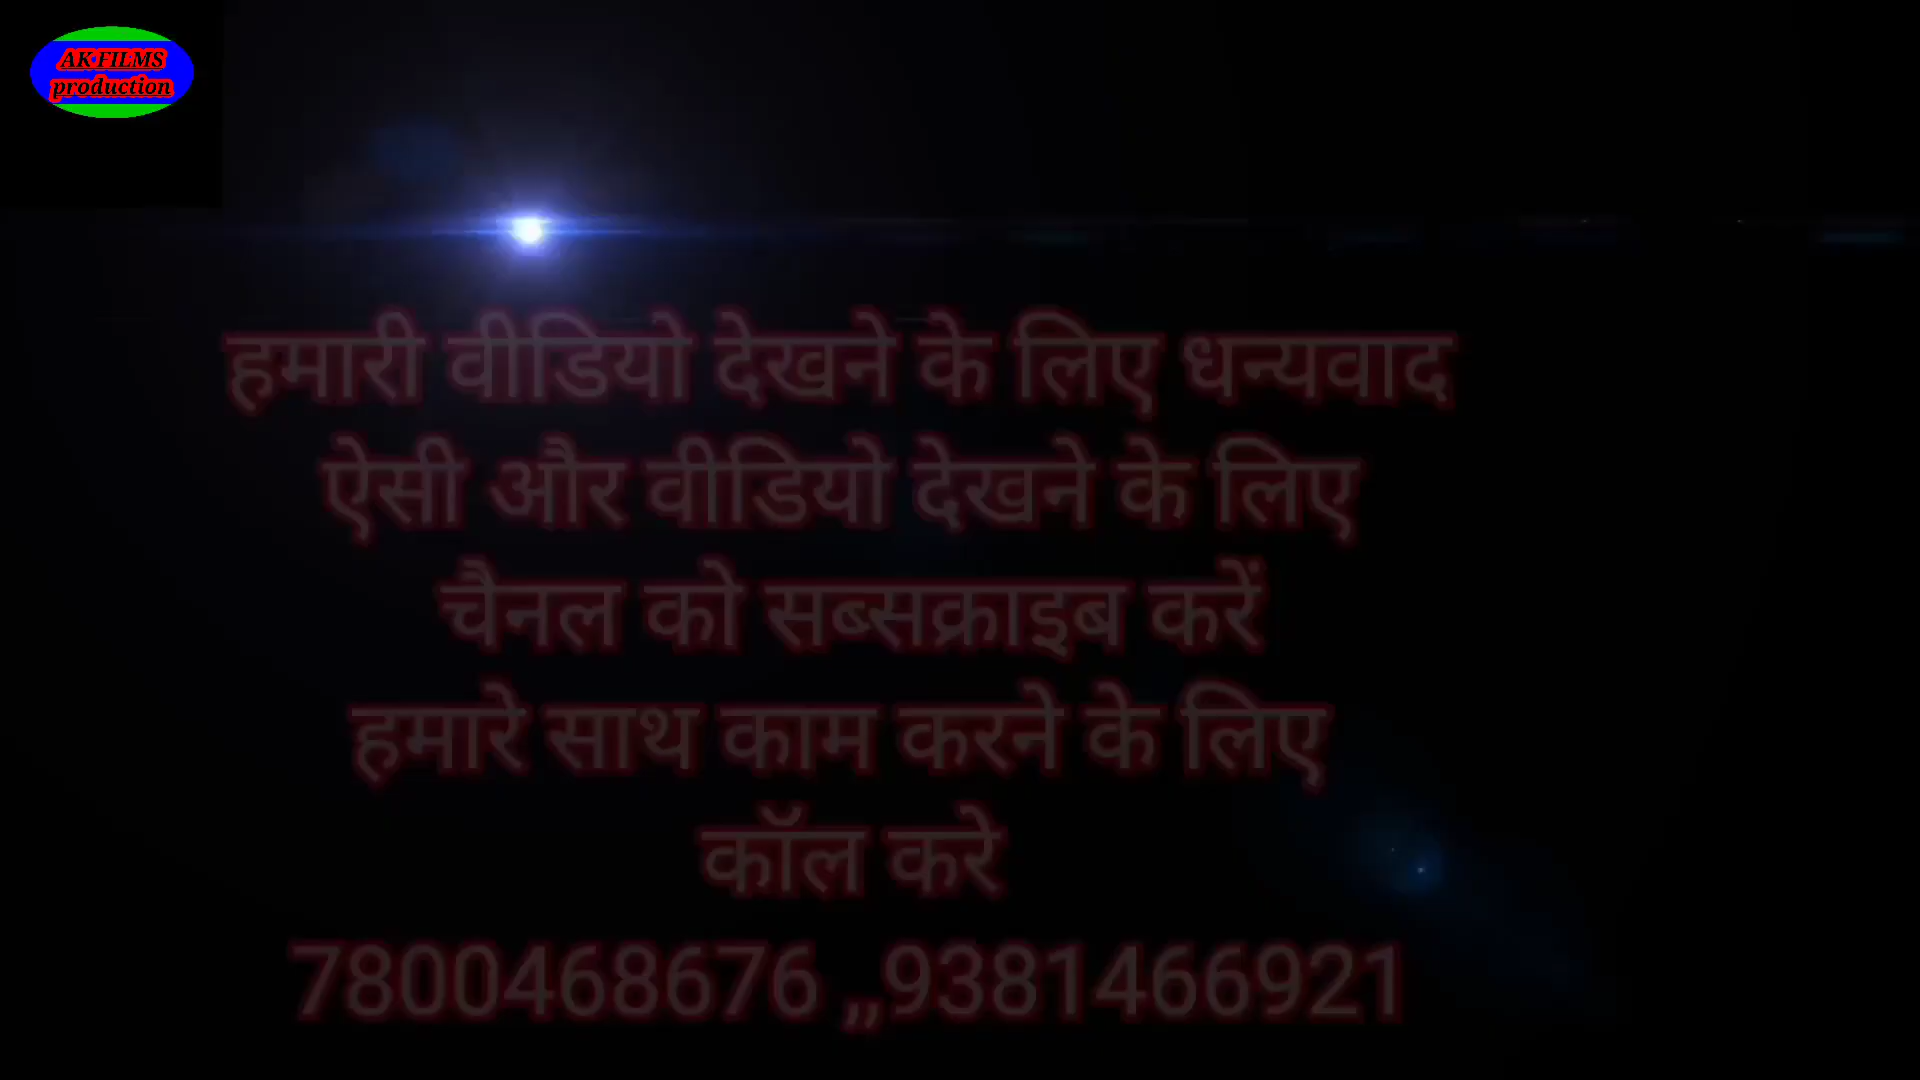 AK FILMS
production
हमारी वीडियो देखने के लिए धन्यवाद
ऐसी और वीडियो देखने के लिए
चैनल को सब्सक्राइब करें
हमारे साथ काम करने के लिए
कॉल करे
7800468676 ,,9381466921